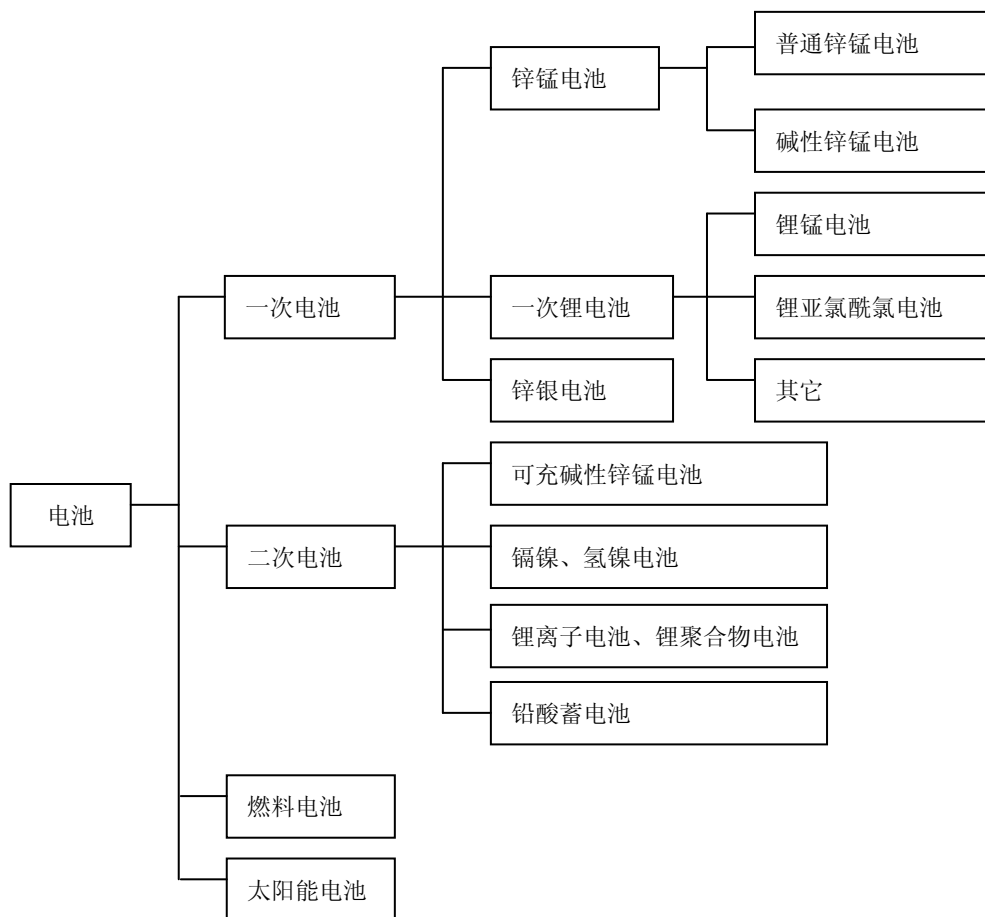 电池
一次电池
锌锰电池
普通锌锰电池
碱性锌锰电池
一次锂电池
锂锰电池
锂亚氯酰氯电池
其它
锌银电池
二次电池
可充碱性锌锰电池
镉镍、氢镍电池
锂离子电池、锂聚合物电池
铅酸蓄电池
燃料电池
太阳能电池